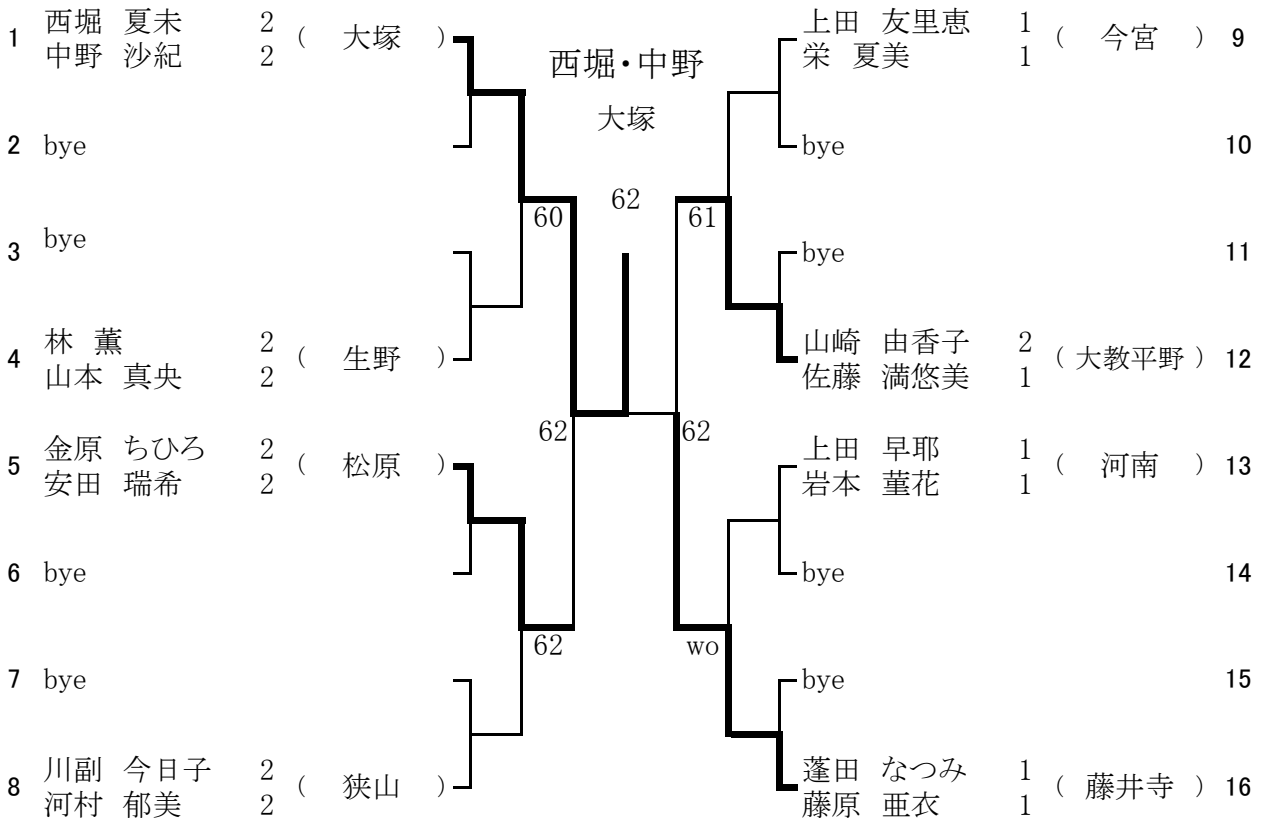 西堀・中野
大塚
62
1 西堀 夏未 2 ( 大塚 )
中野 沙紀 2
2 bye
60
3 bye
4 林 薫 2 ( 生野 )
山本 真央 2
62
5 金原 ちひろ 2 ( 松原 )
安田 瑞希 2
6 bye
62
7 bye
8 川副 今日子 2 ( 狭山 )
河村 郁美 2
上田 友里恵 1 ( 今宮 ) 9
栄 夏美 1
bye 10
61
bye 11
山崎 由香子 2 ( 大教平野 ) 12
佐藤 満悠美 1
62
上田 早耶 1 ( 河南 ) 13
岩本 菫花 1
bye 14
wo
bye 15
蓬田 なつみ 1 ( 藤井寺 ) 16
藤原 亜衣 1